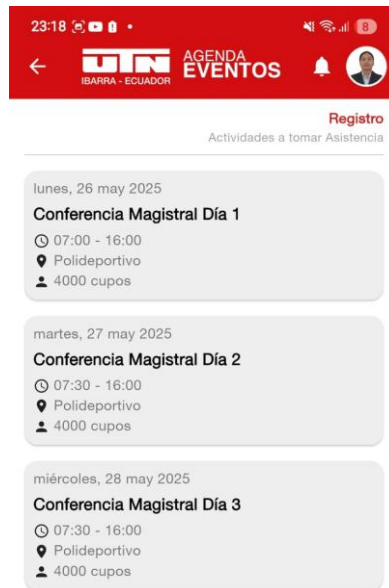 23:18
8
UTN
IBARRA - ECUADOR
AGENDA
EVENTOS
Registro
Actividades a tomar Asistencia
lunes, 26 may 2025
Conferencia Magistral Día 1
07:00 - 16:00
Polideportivo
4000 cupos
martes, 27 may 2025
Conferencia Magistral Día 2
07:30 - 16:00
Polideportivo
4000 cupos
miércoles, 28 may 2025
Conferencia Magistral Día 3
07:30 - 16:00
Polideportivo
4000 cupos